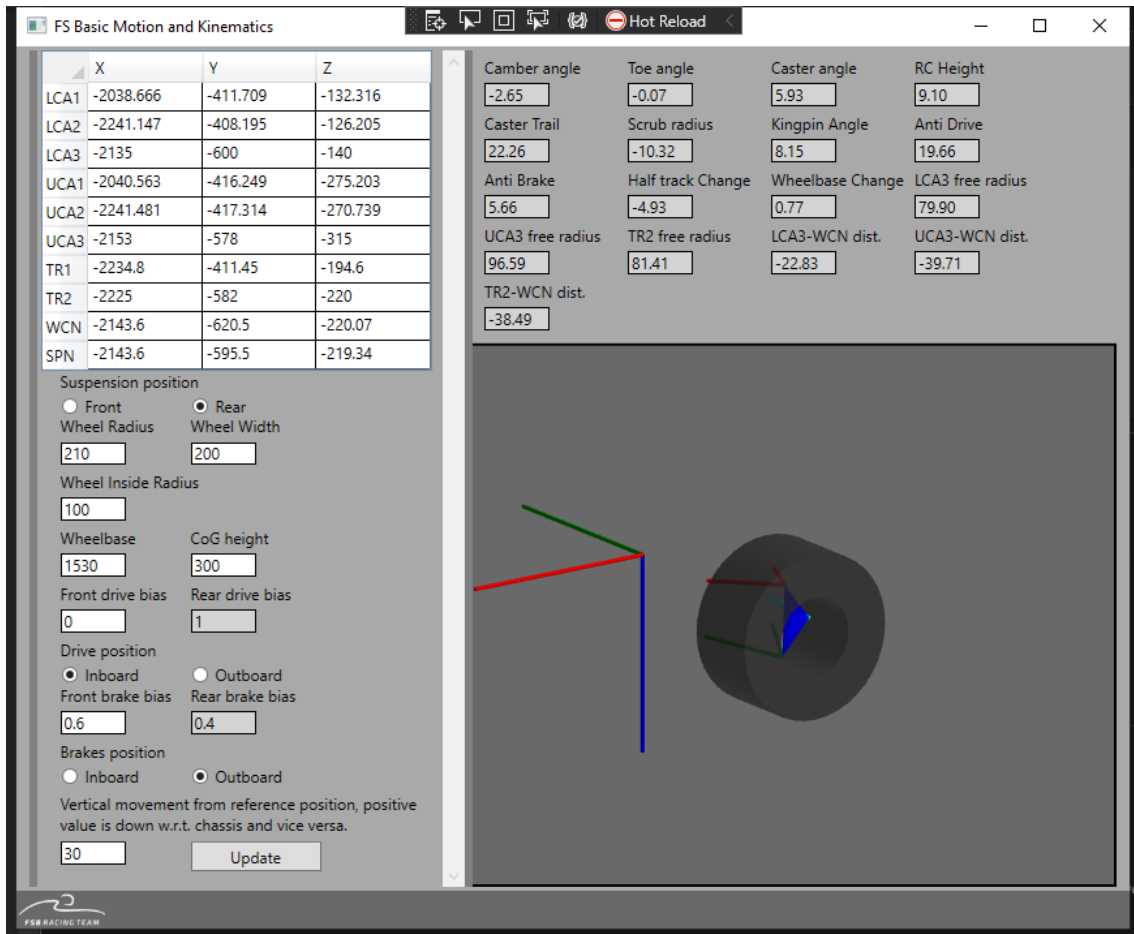 FS Basic Motion and Kinematics
Hot Reload
X Y Z
LCA1 -2038.666 -411.709 -132.316
LCA2 -2241.147 -408.195 -126.205
LCA3 -2135 -600 -140
UCA1 -2040.563 -416.249 -275.203
UCA2 -2241.481 -417.314 -270.739
UCA3 -2153 -578 -315
TR1 -2234.8 -411.45 -194.6
TR2 -2225 -582 -220
WCN -2143.6 -620.5 -220.07
SPN -2143.6 -595.5 -219.34
Suspension position
Front Rear
Wheel Radius Wheel Width
210 200
Wheel Inside Radius
100
Wheelbase CoG height
1530 300
Front drive bias Rear drive bias
0 1
Drive position
Inboard Outboard
Front brake bias Rear brake bias
0.6 0.4
Brakes position
Inboard Outboard
Vertical movement from reference position, positive
value is down w.r.t. chassis and vice versa.
30 Update
Camber angle Toe angle Caster angle RC Height
-2.65 -0.07 5.93 9.10
Caster Trail Scrub radius Kingpin Angle Anti Drive
22.26 -10.32 8.15 19.66
Anti Brake Half track Change Wheelbase Change LCA3 free radius
5.66 -4.93 0.77 79.90
UCA3 free radius TR2 free radius LCA3-WCN dist. UCA3-WCN dist.
96.59 81.41 -22.83 -39.71
TR2-WCN dist.
-38.49
FSB RACING TEAM